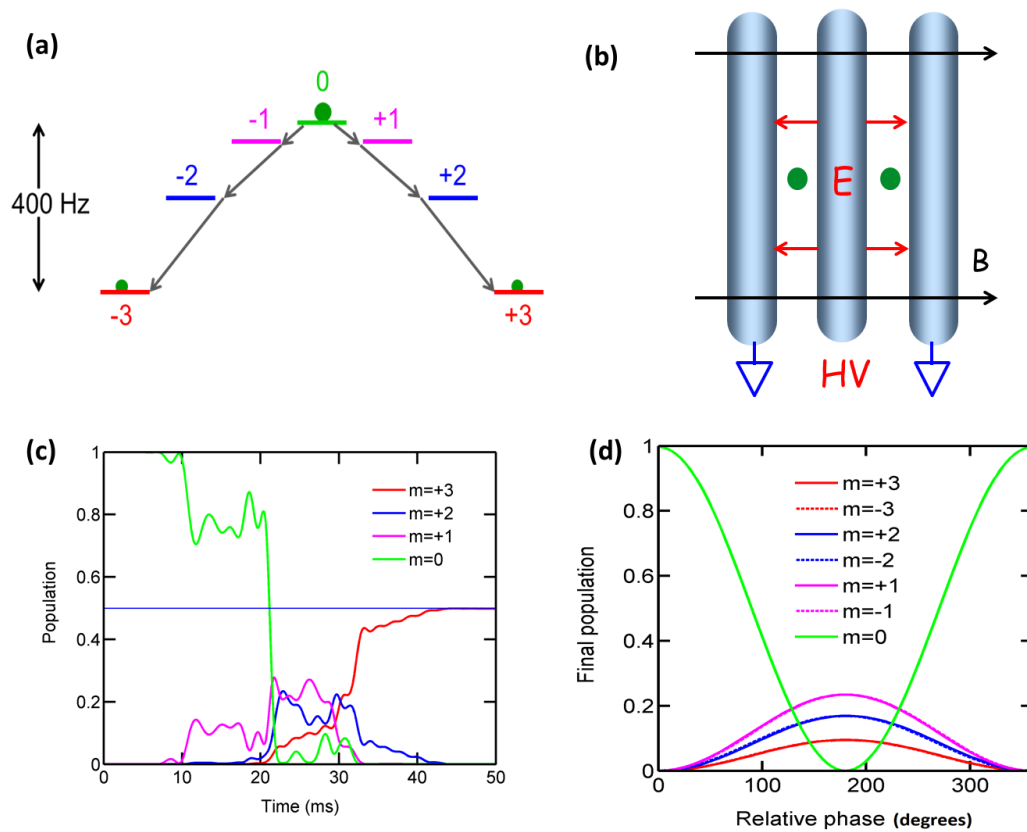 (a)
0
-1
+1
-2
+2
400 Hz
-3
+3
(b)
E
B
HV
(c)
1
0.8
0.6
0.4
0.2
0
Population
m=+3
m=+2
m=+1
m=0
0
10
20
30
40
50
Time (ms)
(d)
1
0.8
0.6
0.4
0.2
0
Final population
m=+3
m=-3
m=+2
m=-2
m=+1
m=-1
m=0
100
200
300
Relative phase (degrees)